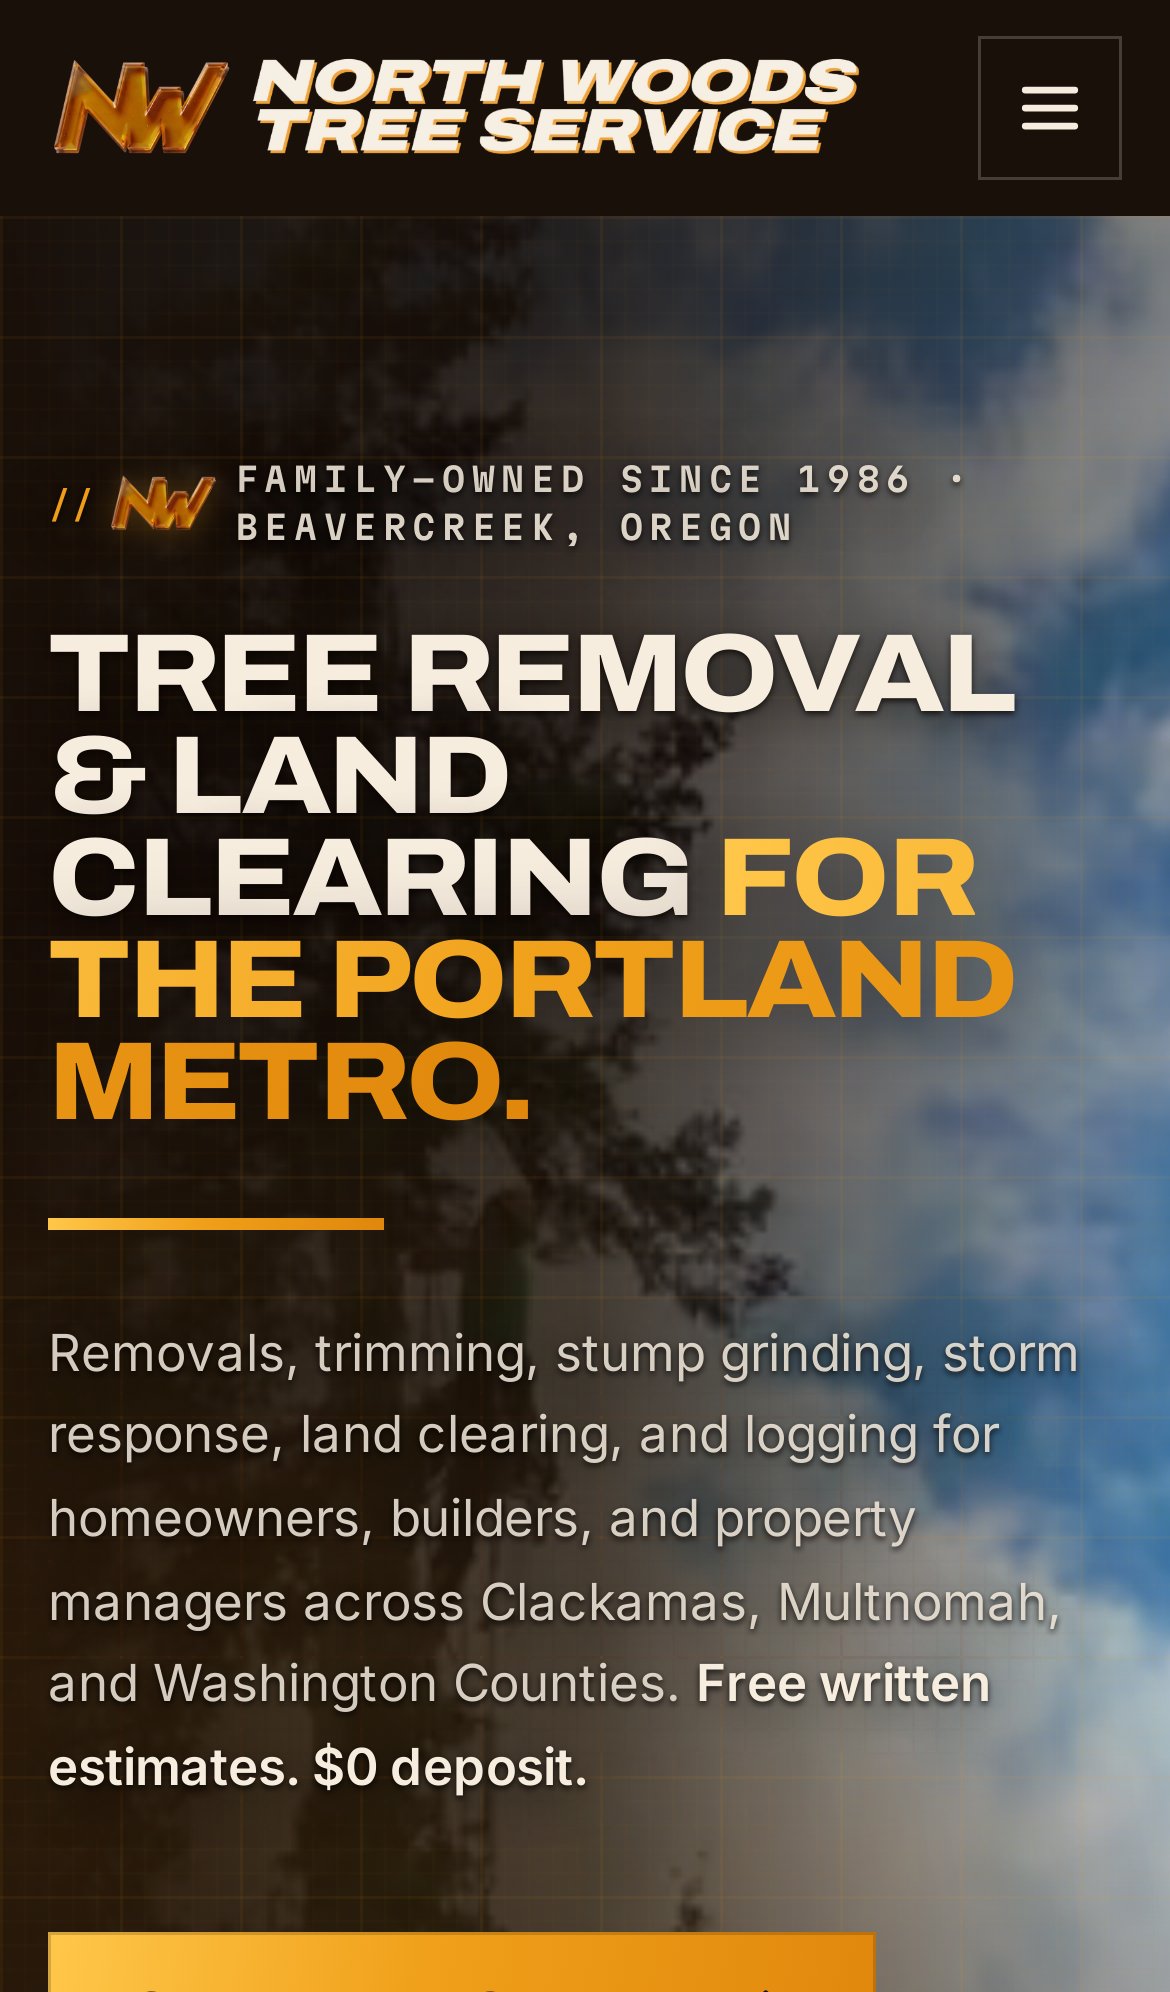 NW NORTH WOODS
TREE SERVICE
// NW FAMILY-OWNED SINCE 1986 ·
BEAVERCREEK, OREGON
TREE REMOVAL
& LAND
CLEARING FOR
THE PORTLAND
METRO.
Removals, trimming, stump grinding, storm
response, land clearing, and logging for
homeowners, builders, and property
managers across Clackamas, Multnomah,
and Washington Counties. Free written
estimates. $0 deposit.